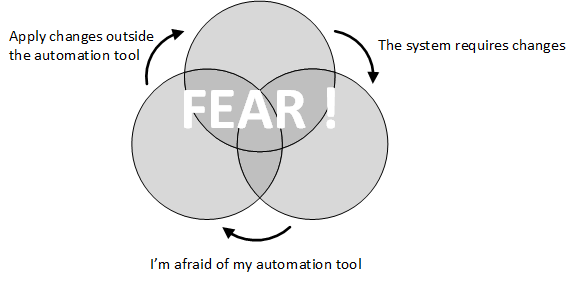 Apply changes outside
the automation tool
The system requires changes
FEAR !
I’m afraid of my automation tool